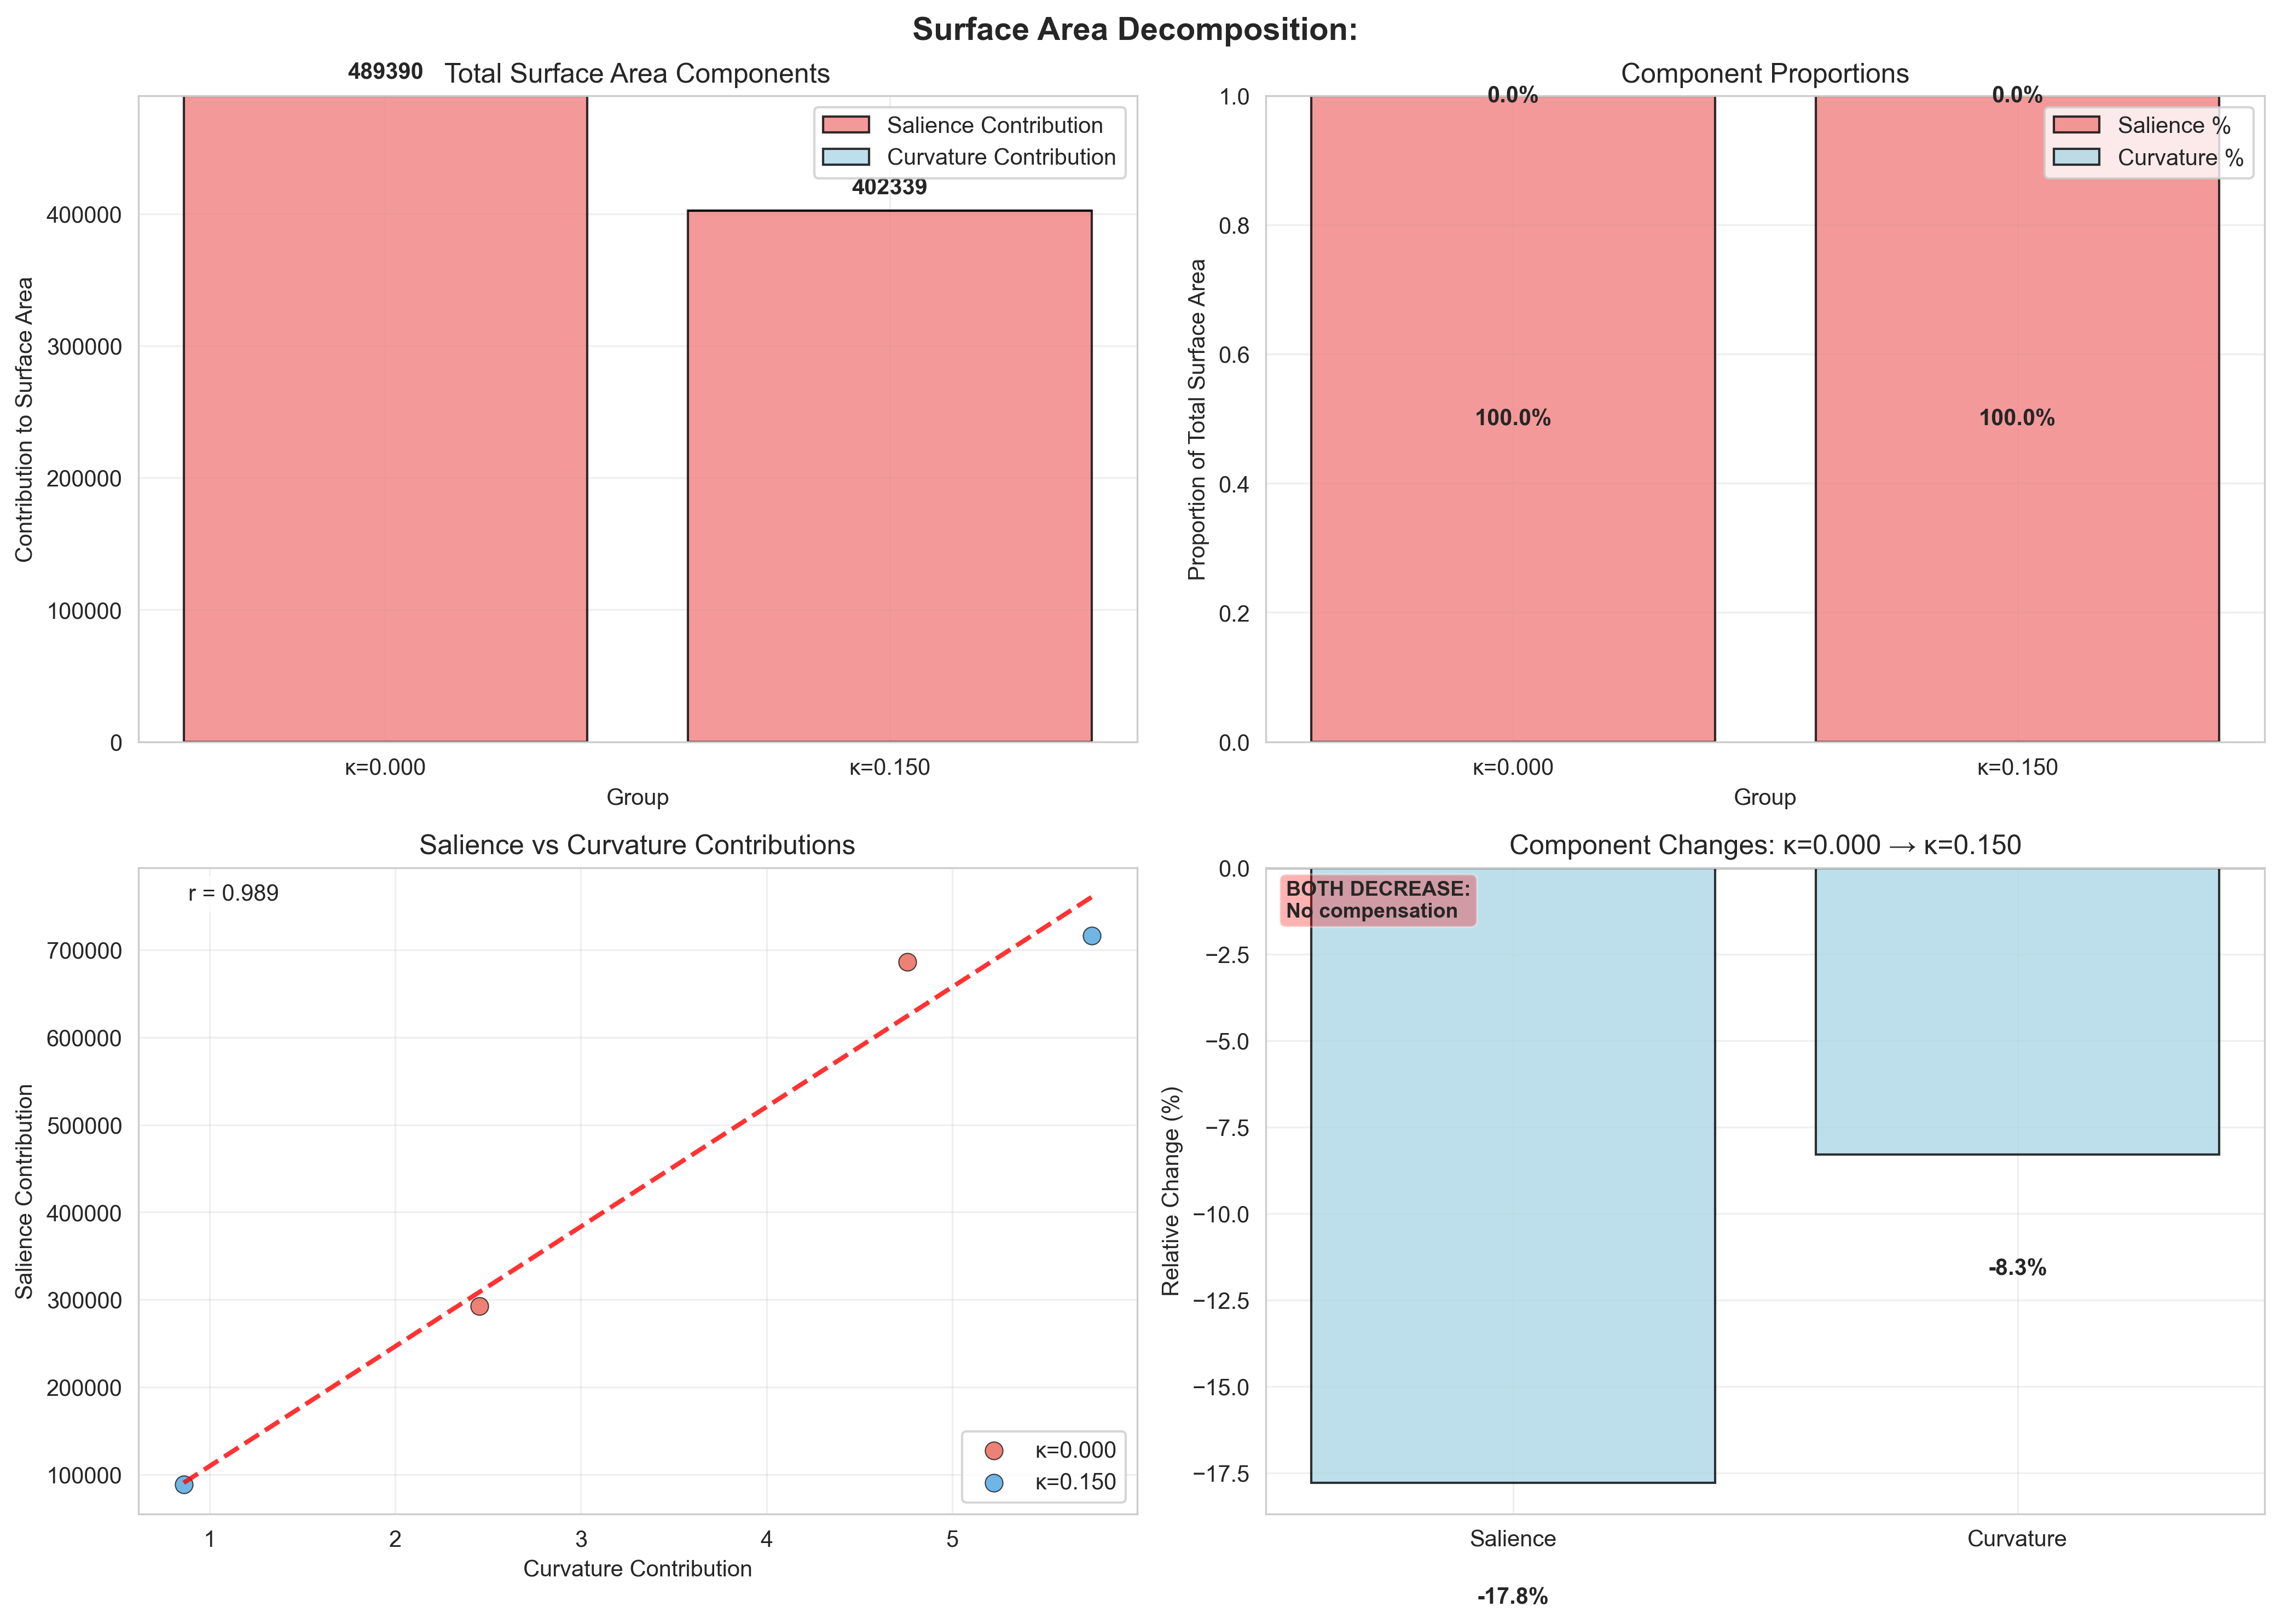 Surface Area Decomposition:
489390
Total Surface Area Components
Salience Contribution
Curvature Contribution
402339
Contribution to Surface Area
400000
300000
200000
100000
0
κ=0.000
κ=0.150
Group
Component Proportions
0.0%
0.0%
Salience %
Curvature %
100.0%
100.0%
Proportion of Total Surface Area
1.0
0.8
0.6
0.4
0.2
0.0
κ=0.000
κ=0.150
Group
Salience vs Curvature Contributions
r = 0.989
Salience Contribution
700000
600000
500000
400000
300000
200000
100000
κ=0.000
κ=0.150
1
2
3
4
5
Curvature Contribution
Component Changes: κ=0.000 → κ=0.150
BOTH DECREASE:
No compensation
Relative Change (%)
0.0
−2.5
−5.0
−7.5
−10.0
−12.5
−15.0
−17.5
-8.3%
Salience
Curvature
-17.8%